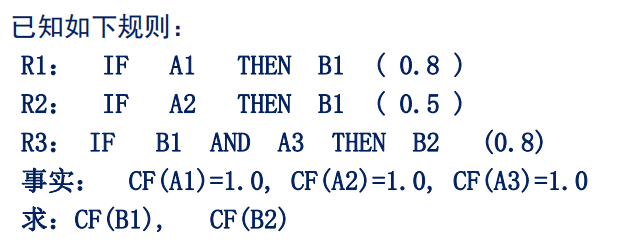 已知如下规则：
R1： IF A1 THEN B1 ( 0.8 )
R2： IF A2 THEN B1 ( 0.5 )
R3： IF B1 AND A3 THEN B2 (0.8)
事实： CF(A1)=1.0, CF(A2)=1.0, CF(A3)=1.0
求：CF(B1), CF(B2)